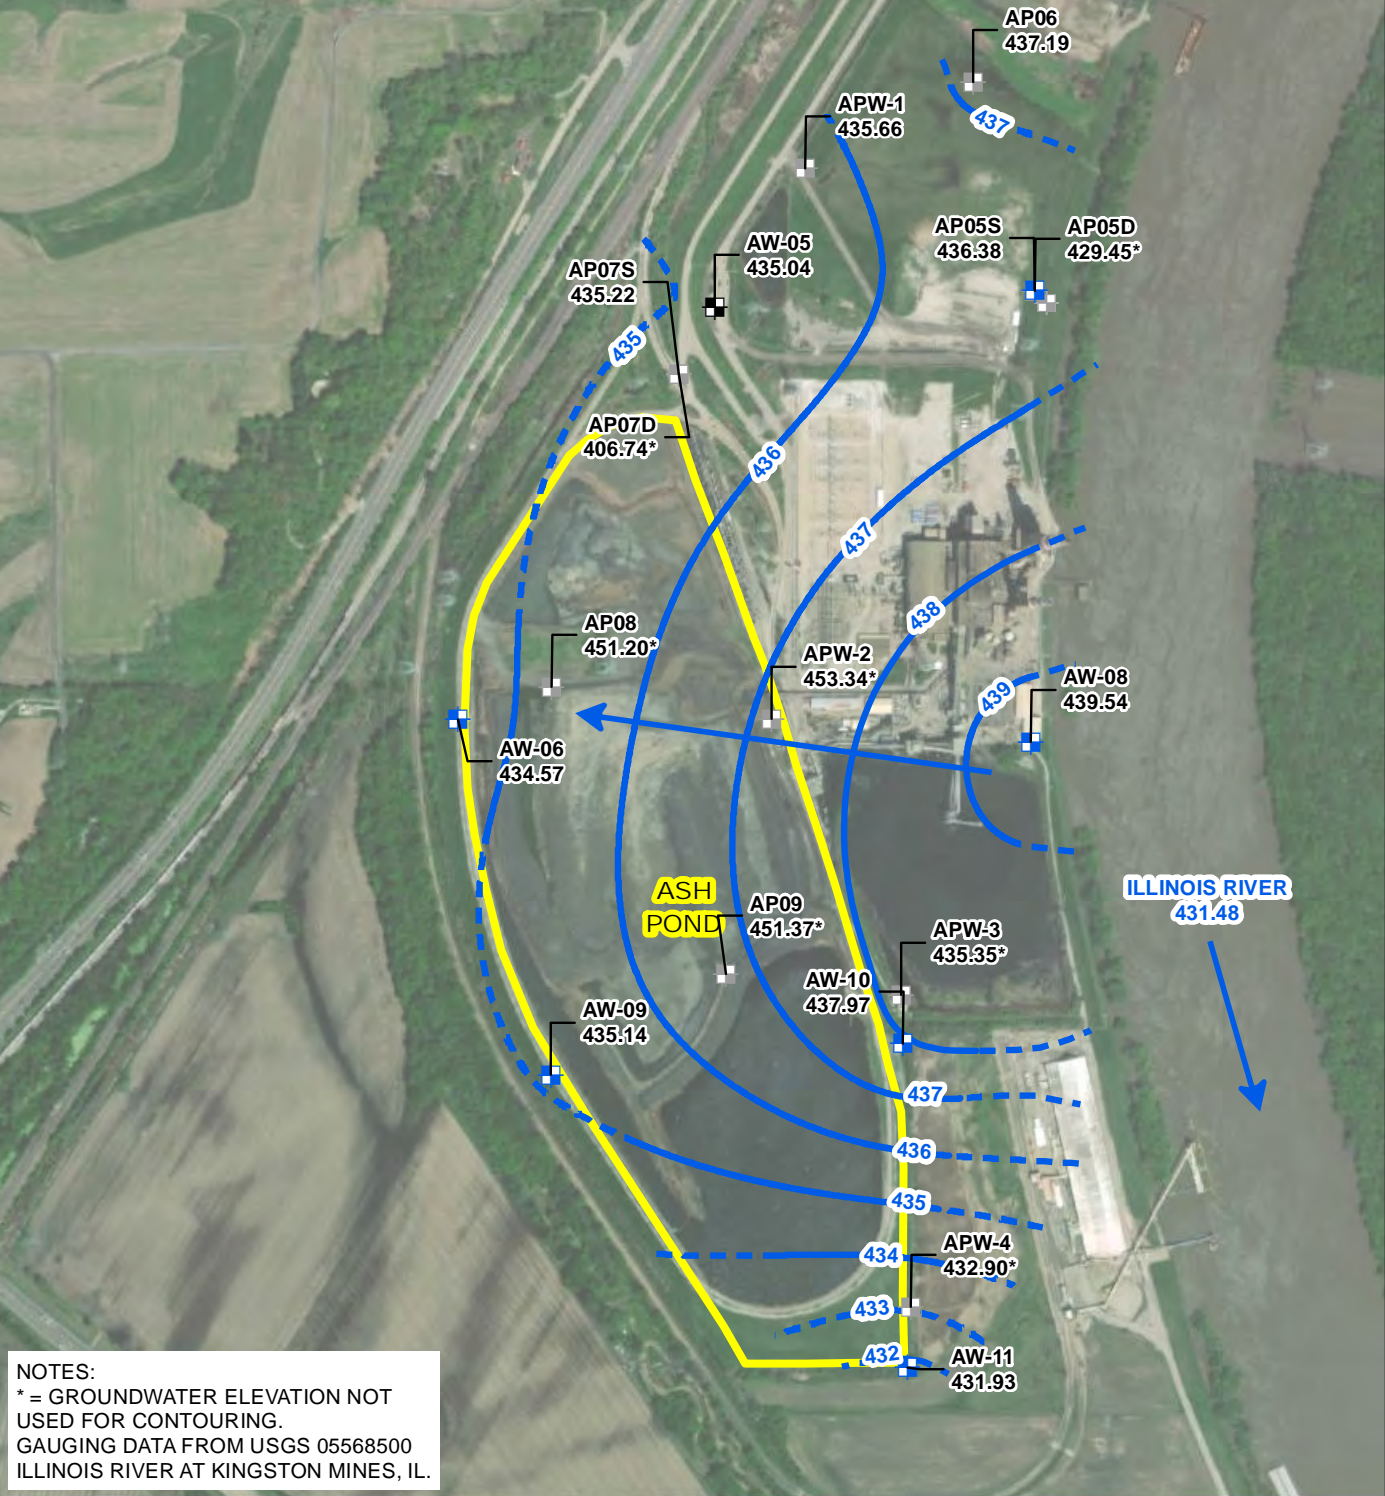 AP06
437.19
APW-1
435.66
437
AP05S
436.38
AP05D
429.45*
AW-05
435.04
AP07S
435.22
435
AP07D
406.74*
436
437
438
AP08
451.20*
APW-2
453.34*
439
AW-08
439.54
AW-06
434.57
ASH
POND
AP09
451.37*
ILLINOIS RIVER
431.48
APW-3
435.35*
AW-10
437.97
AW-09
435.14
437
436
435
434
APW-4
432.90*
433
432
AW-11
431.93
NOTES:
* = GROUNDWATER ELEVATION NOT
USED FOR CONTOURING.
GAUGING DATA FROM USGS 05568500
ILLINOIS RIVER AT KINGSTON MINES, IL.